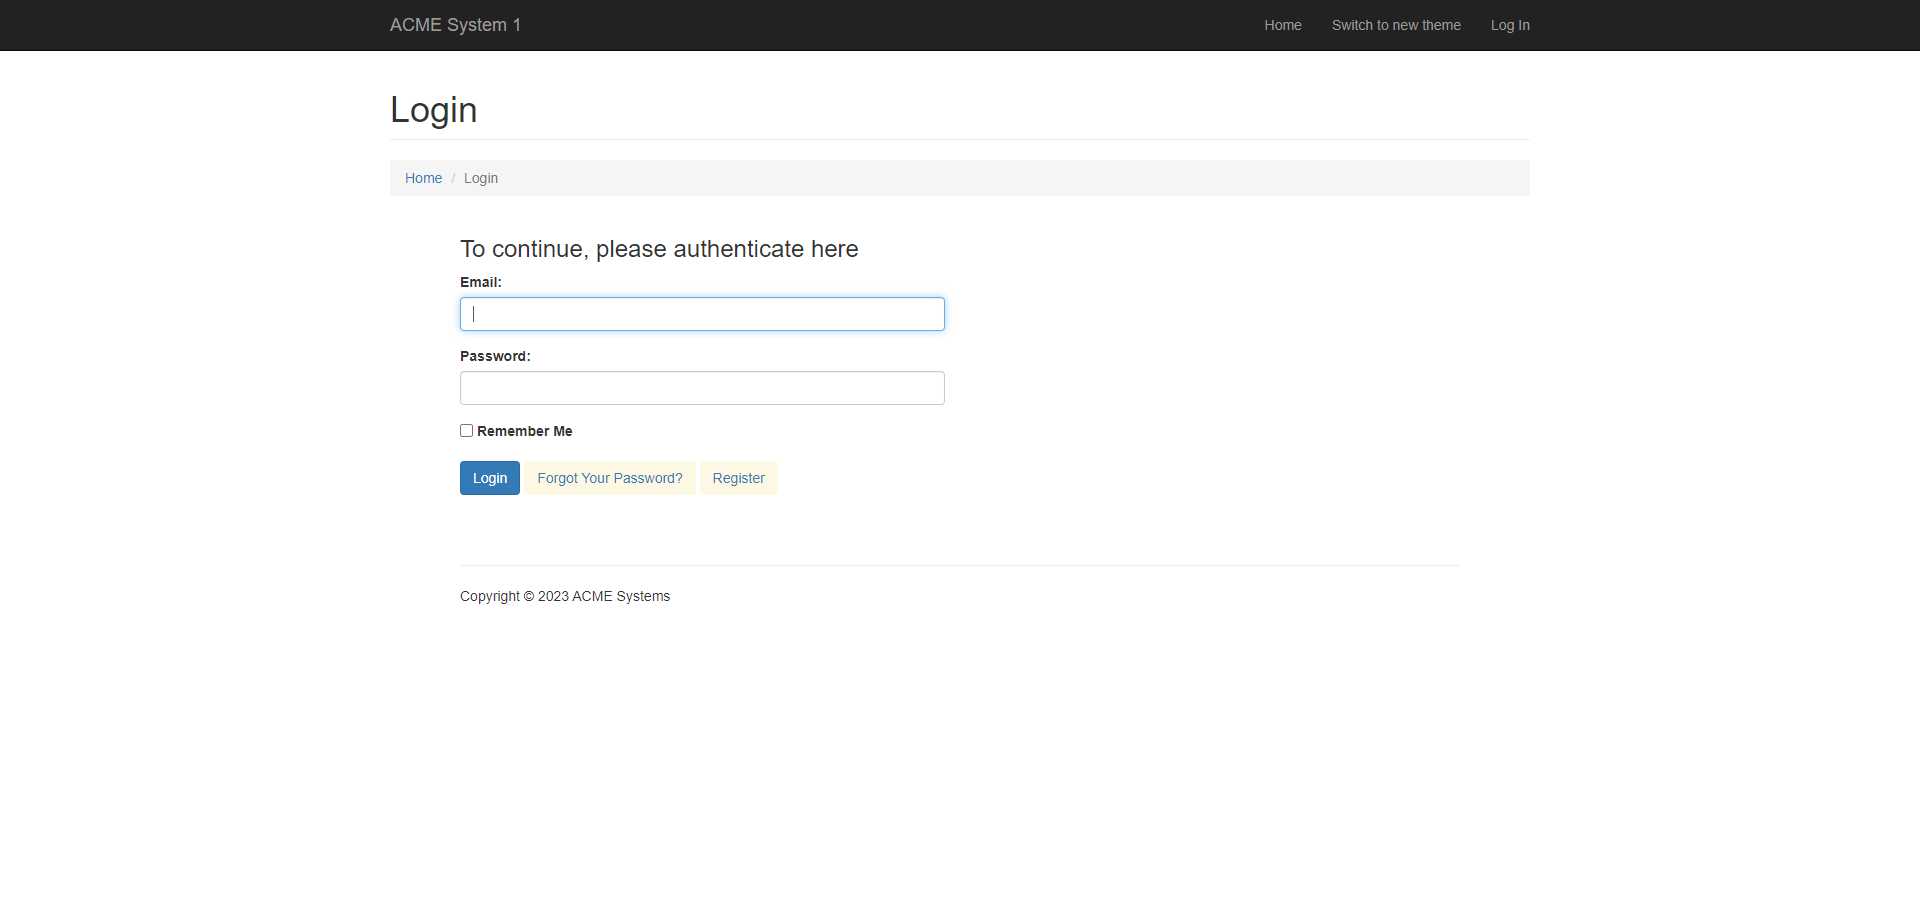 ACME System 1 Home Switch to new theme Log In
Login
Home / Login
To continue, please authenticate here
Email:
Password:
Remember Me
Login Forgot Your Password? Register
Copyright © 2023 ACME Systems